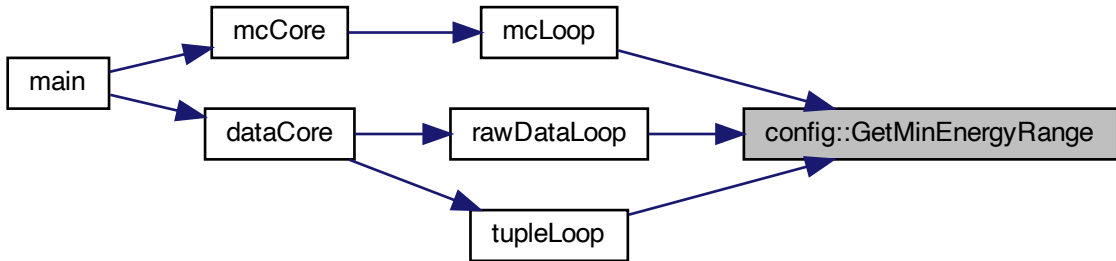 main
mcCore
mcLoop
dataCore
rawDataLoop
config::GetMinEnergyRange
tupleLoop